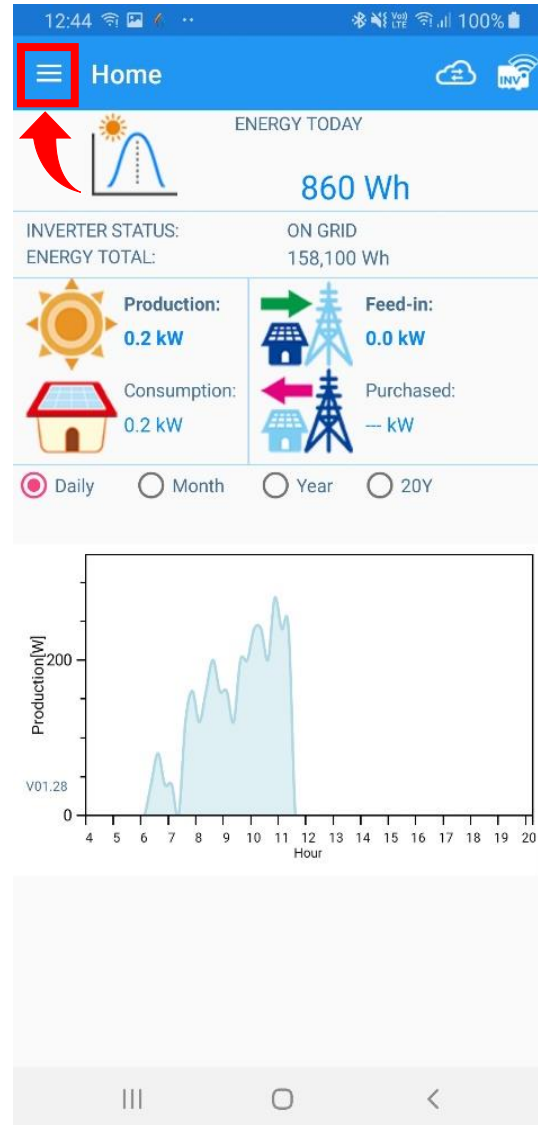 12:44
100%
Home
INV
ENERGY TODAY
860 Wh
INVERTER STATUS: ON GRID
ENERGY TOTAL: 158,100 Wh
Production: Feed-in:
0.2 kW 0.0 kW
Consumption: Purchased:
0.2 kW --- kW
Daily Month Year 20Y
Production[W]
200
V01.28
0
4 5 6 7 8 9 10 11 12 13 14 15 16 17 18 19 20
Hour